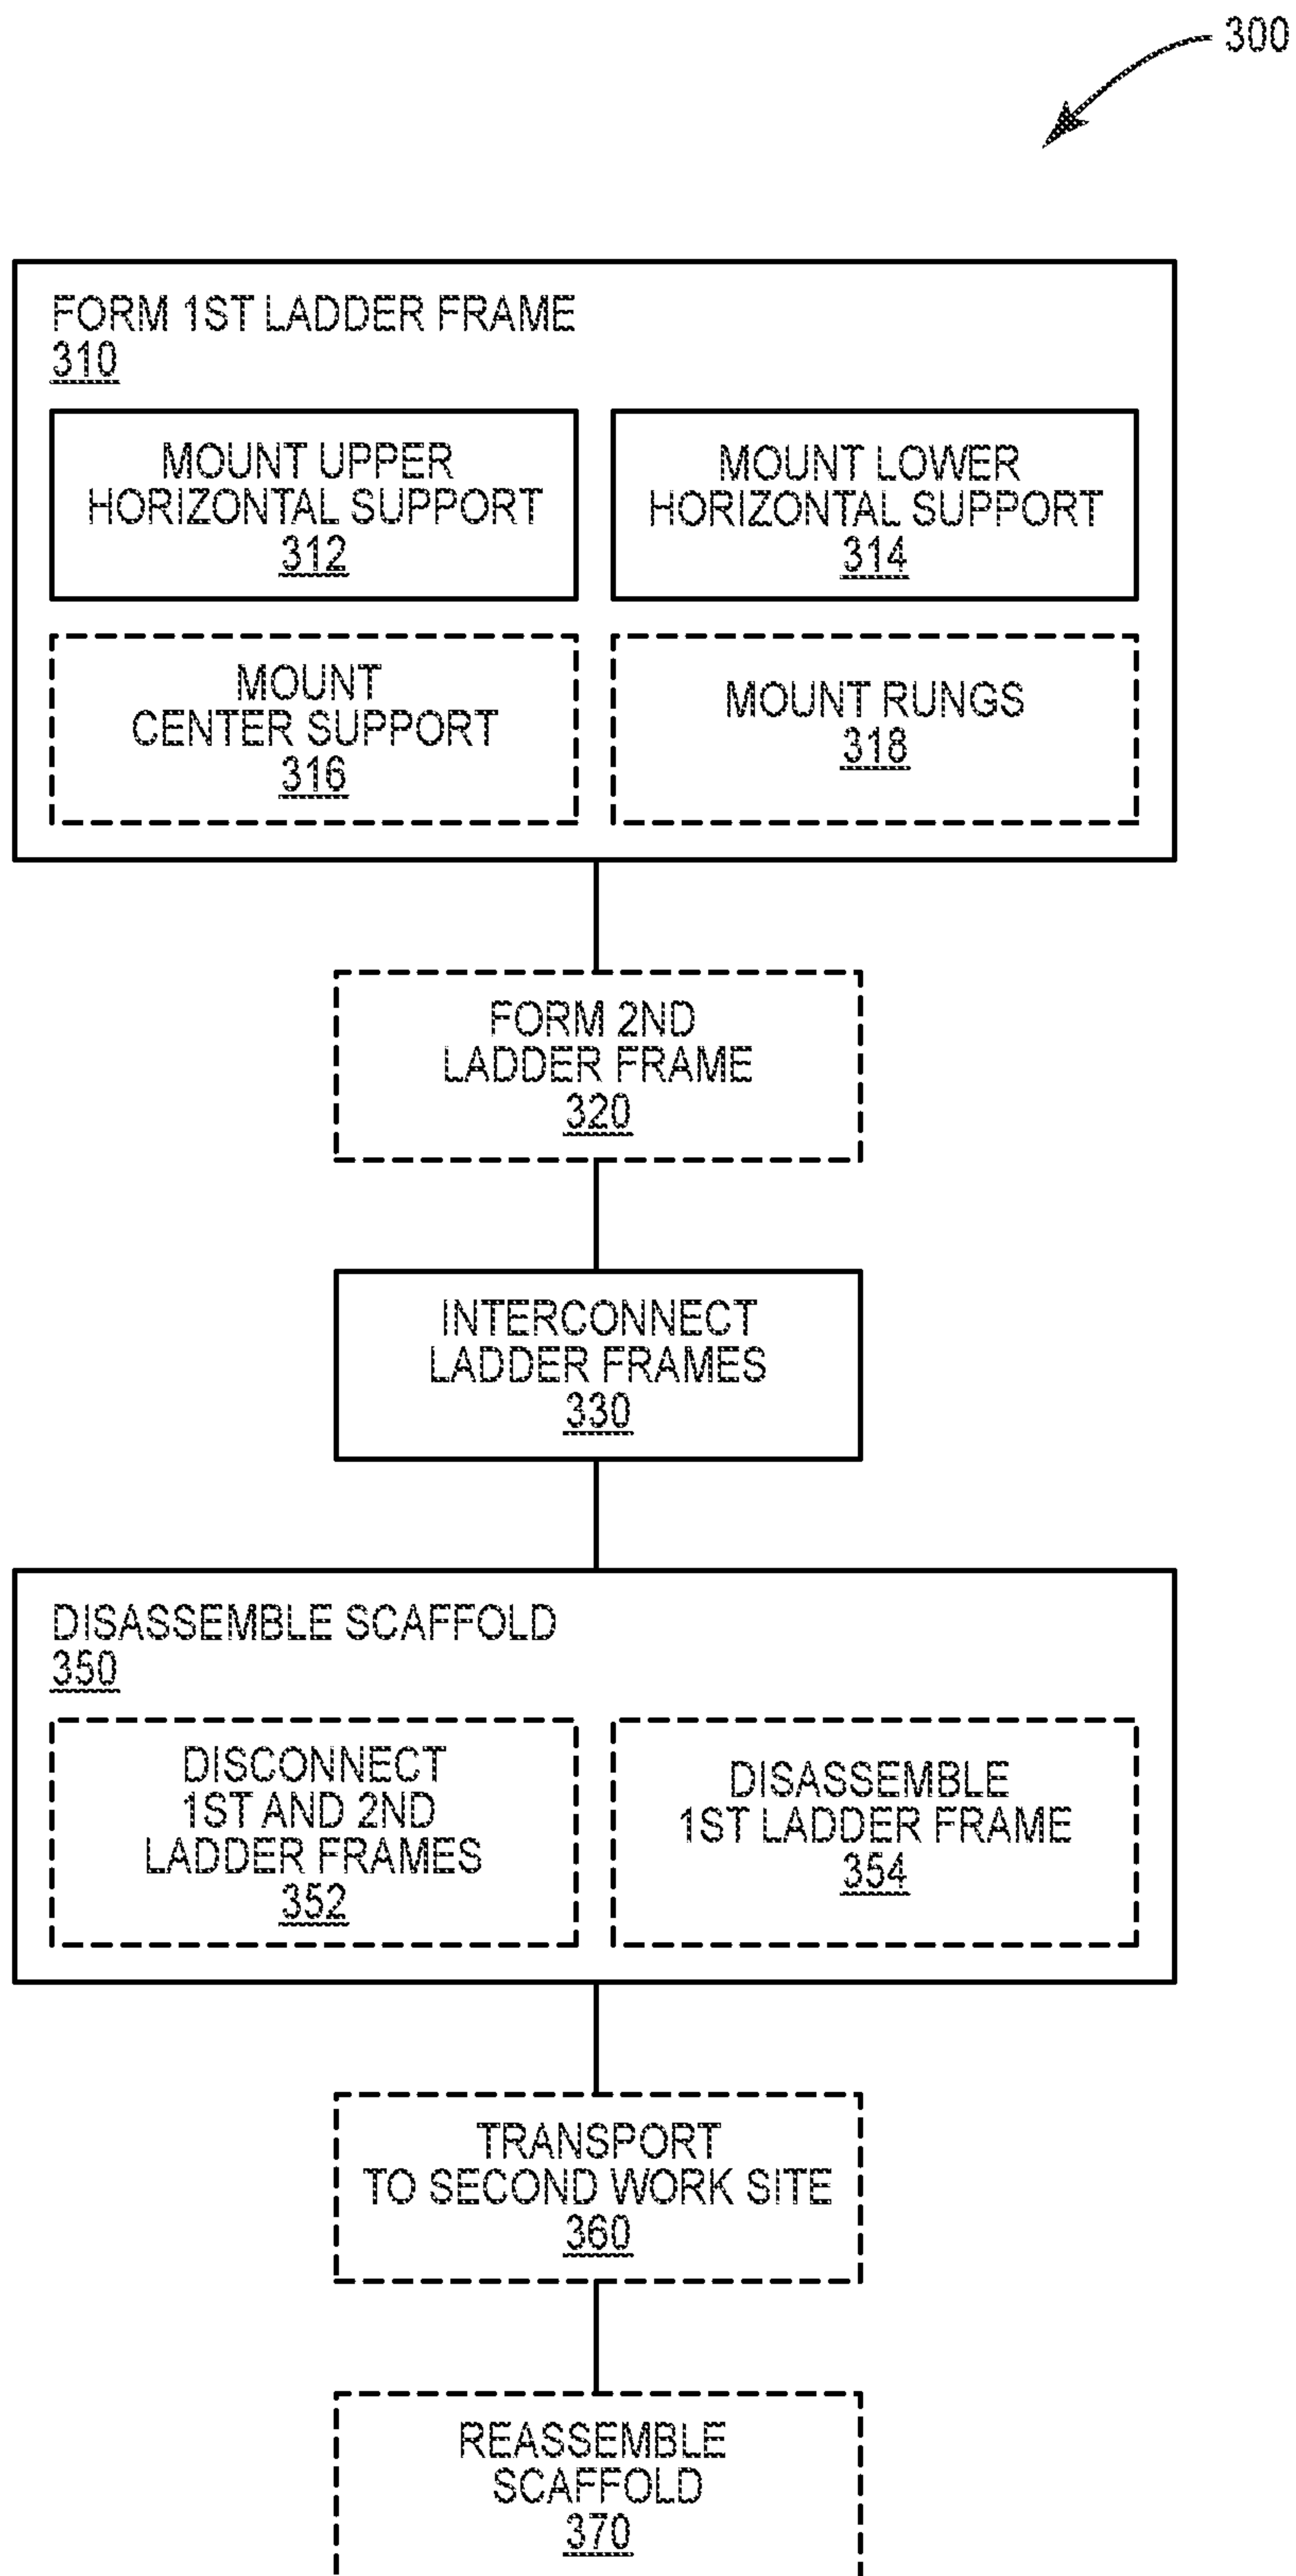 300
FORM 1ST LADDER FRAME
310
MOUNT UPPER
HORIZONTAL SUPPORT
312
MOUNT LOWER
HORIZONTAL SUPPORT
314
MOUNT
CENTER SUPPORT
316
MOUNT RUNGS
318
FORM 2ND
LADDER FRAME
320
INTERCONNECT
LADDER FRAMES
330
DISASSEMBLE SCAFFOLD
350
DISCONNECT
1ST AND 2ND
LADDER FRAMES
352
DISASSEMBLE
1ST LADDER FRAME
354
TRANSPORT
TO SECOND WORK SITE
360
REASSEMBLE
SCAFFOLD
370